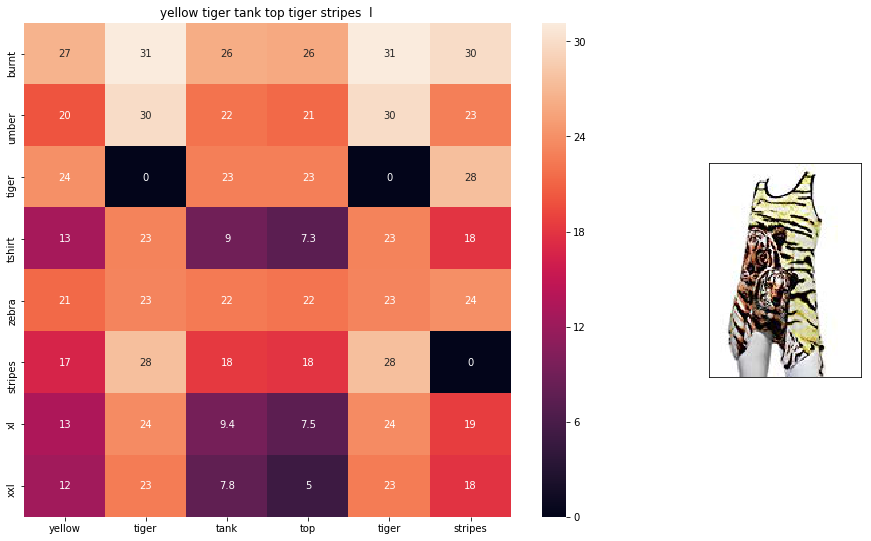 yellow tiger tank top tiger stripes l
burnt 27 31 26 26 31 30
umber 20 30 22 21 30 23
tiger 24 0 23 23 0 28
tshirt 13 23 9 7.3 23 18
zebra 21 23 22 22 23 24
stripes 17 28 18 18 28 0
xl 13 24 9.4 7.5 24 19
xxl 12 23 7.8 5 23 18
yellow tiger tank top tiger stripes
30
24
18
12
6
0